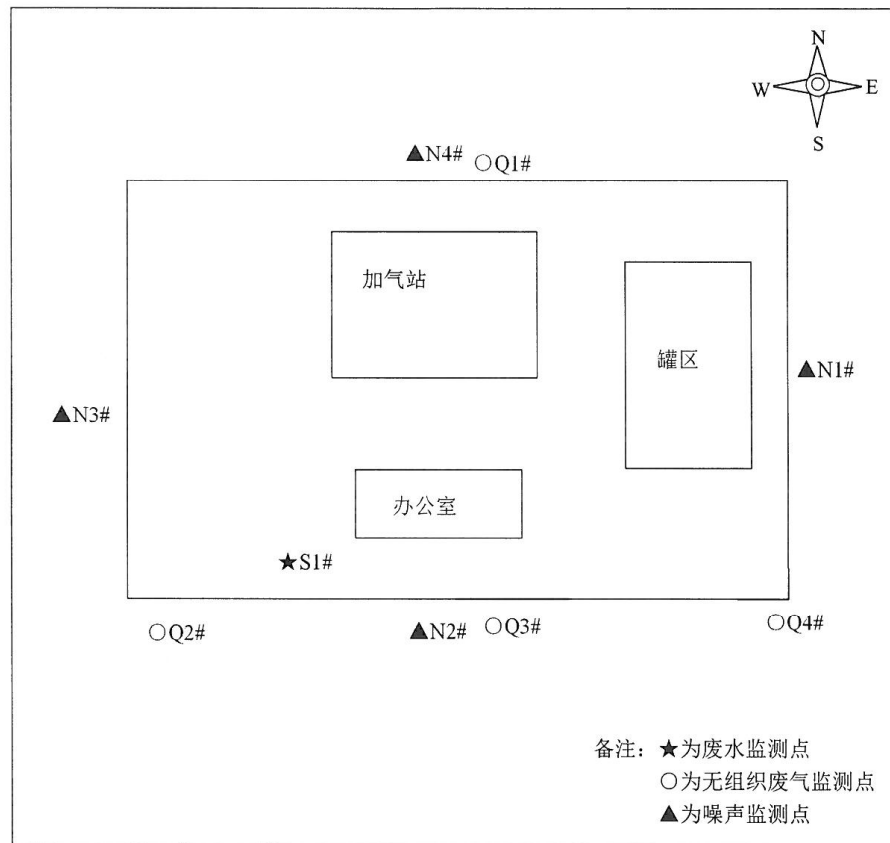 N
W
E
S
▲N4#
○Q1#
加气站
罐区
▲N1#
▲N3#
办公室
★S1#
○Q2#
▲N2#
○Q3#
○Q4#
备注：★为废水监测点
○为无组织废气监测点
▲为噪声监测点